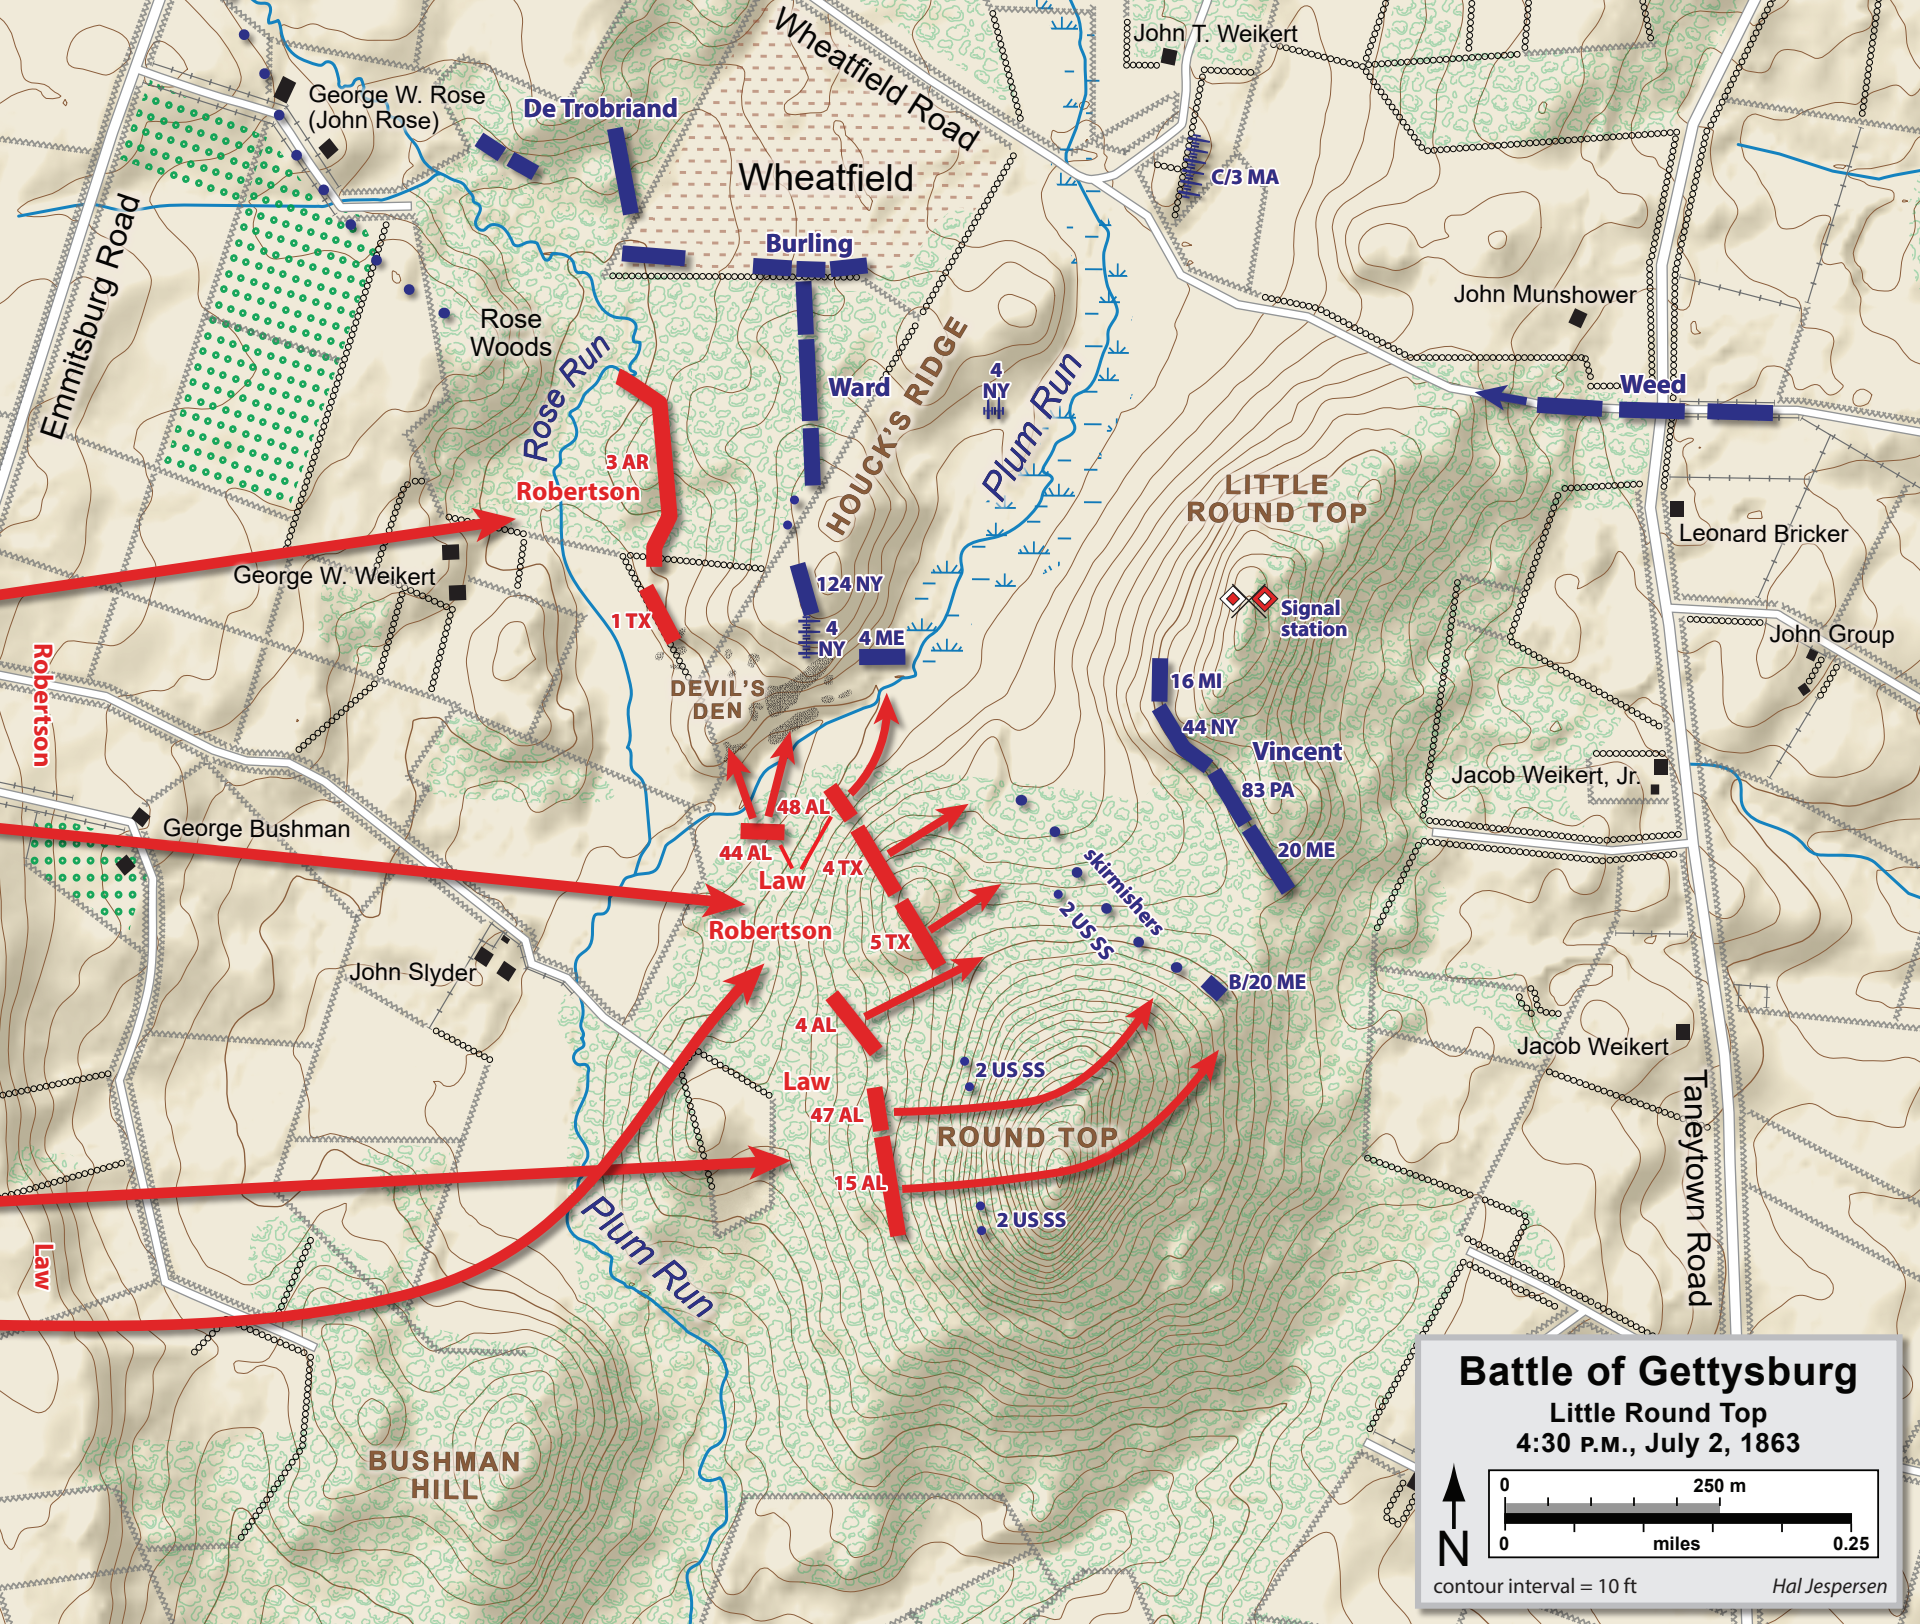 Wheatfield Road
John T. Weikert
George W. Rose
(John Rose)
De Trobriand
Wheatfield
C/3 MA
Emmitsburg Road
Burling
John Munshower
Rose
Woods
Rose Run
Ward
HOUCK'S RIDGE
4
NY
Plum Run
Weed
3 AR
Robertson
LITTLE
ROUND TOP
Leonard Bricker
George W. Weikert
124 NY
1 TX
4
NY
4 ME
Signal
station
John Group
Robertson
DEVIL'S
DEN
16 MI
44 NY
Vincent
83 PA
Jacob Weikert, Jr.
George Bushman
48 AL
44 AL
Law
4 TX
20 ME
skirmishers
2 US SS
Robertson
5 TX
John Slyder
B/20 ME
4 AL
Jacob Weikert
2 US SS
Law
47 AL
ROUND TOP
15 AL
2 US SS
Taneytown Road
Law
Plum Run
BUSHMAN
HILL
Battle of Gettysburg
Little Round Top
4:30 P.M., July 2, 1863
0 250 m
N
0 miles 0.25
contour interval = 10 ft Hal Jespersen